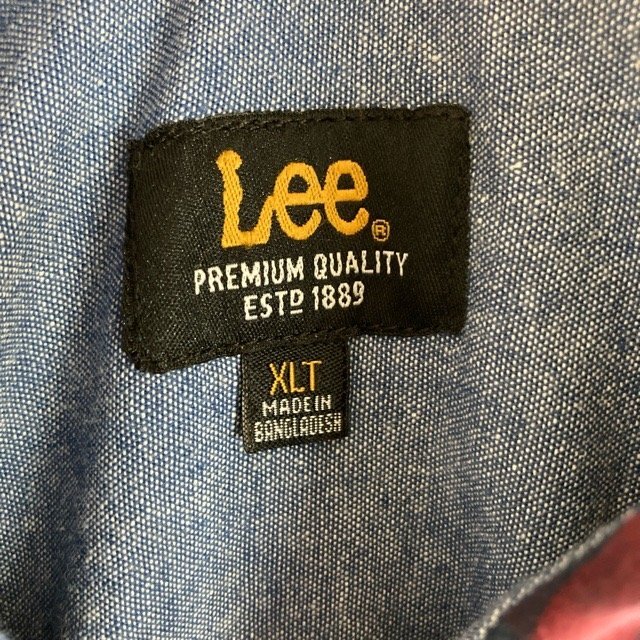 Lee®
PREMIUM QUALITY
ESTD 1889
XLT
MADE IN
BANGLADESH